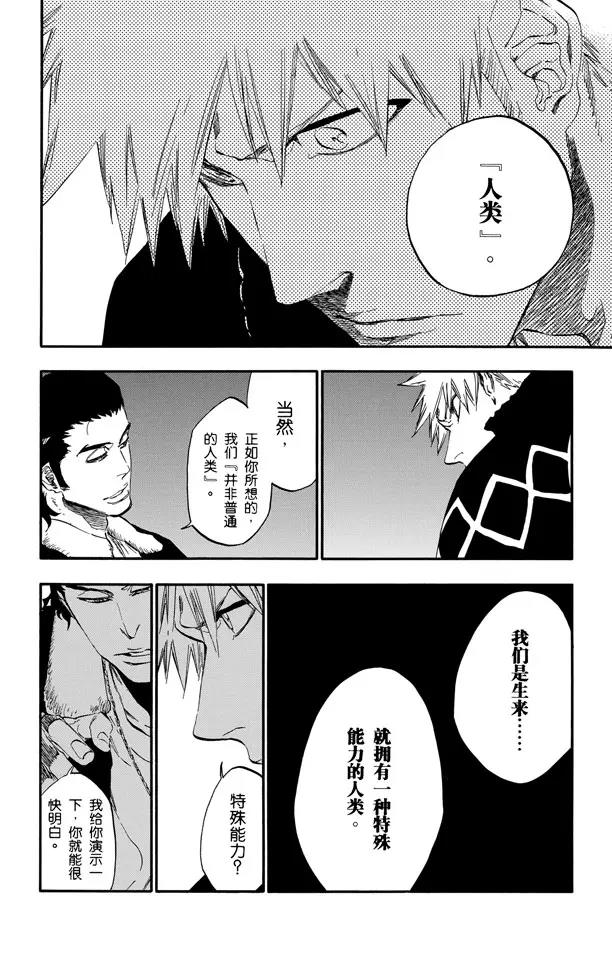 『人类』。
当然，
正如你所想的，
我们『并非普通
的人类』。
我们是生来……
就拥有一种特殊
能力的人类。
特殊能力？
我给你演示一
下，你就能很
快明白。